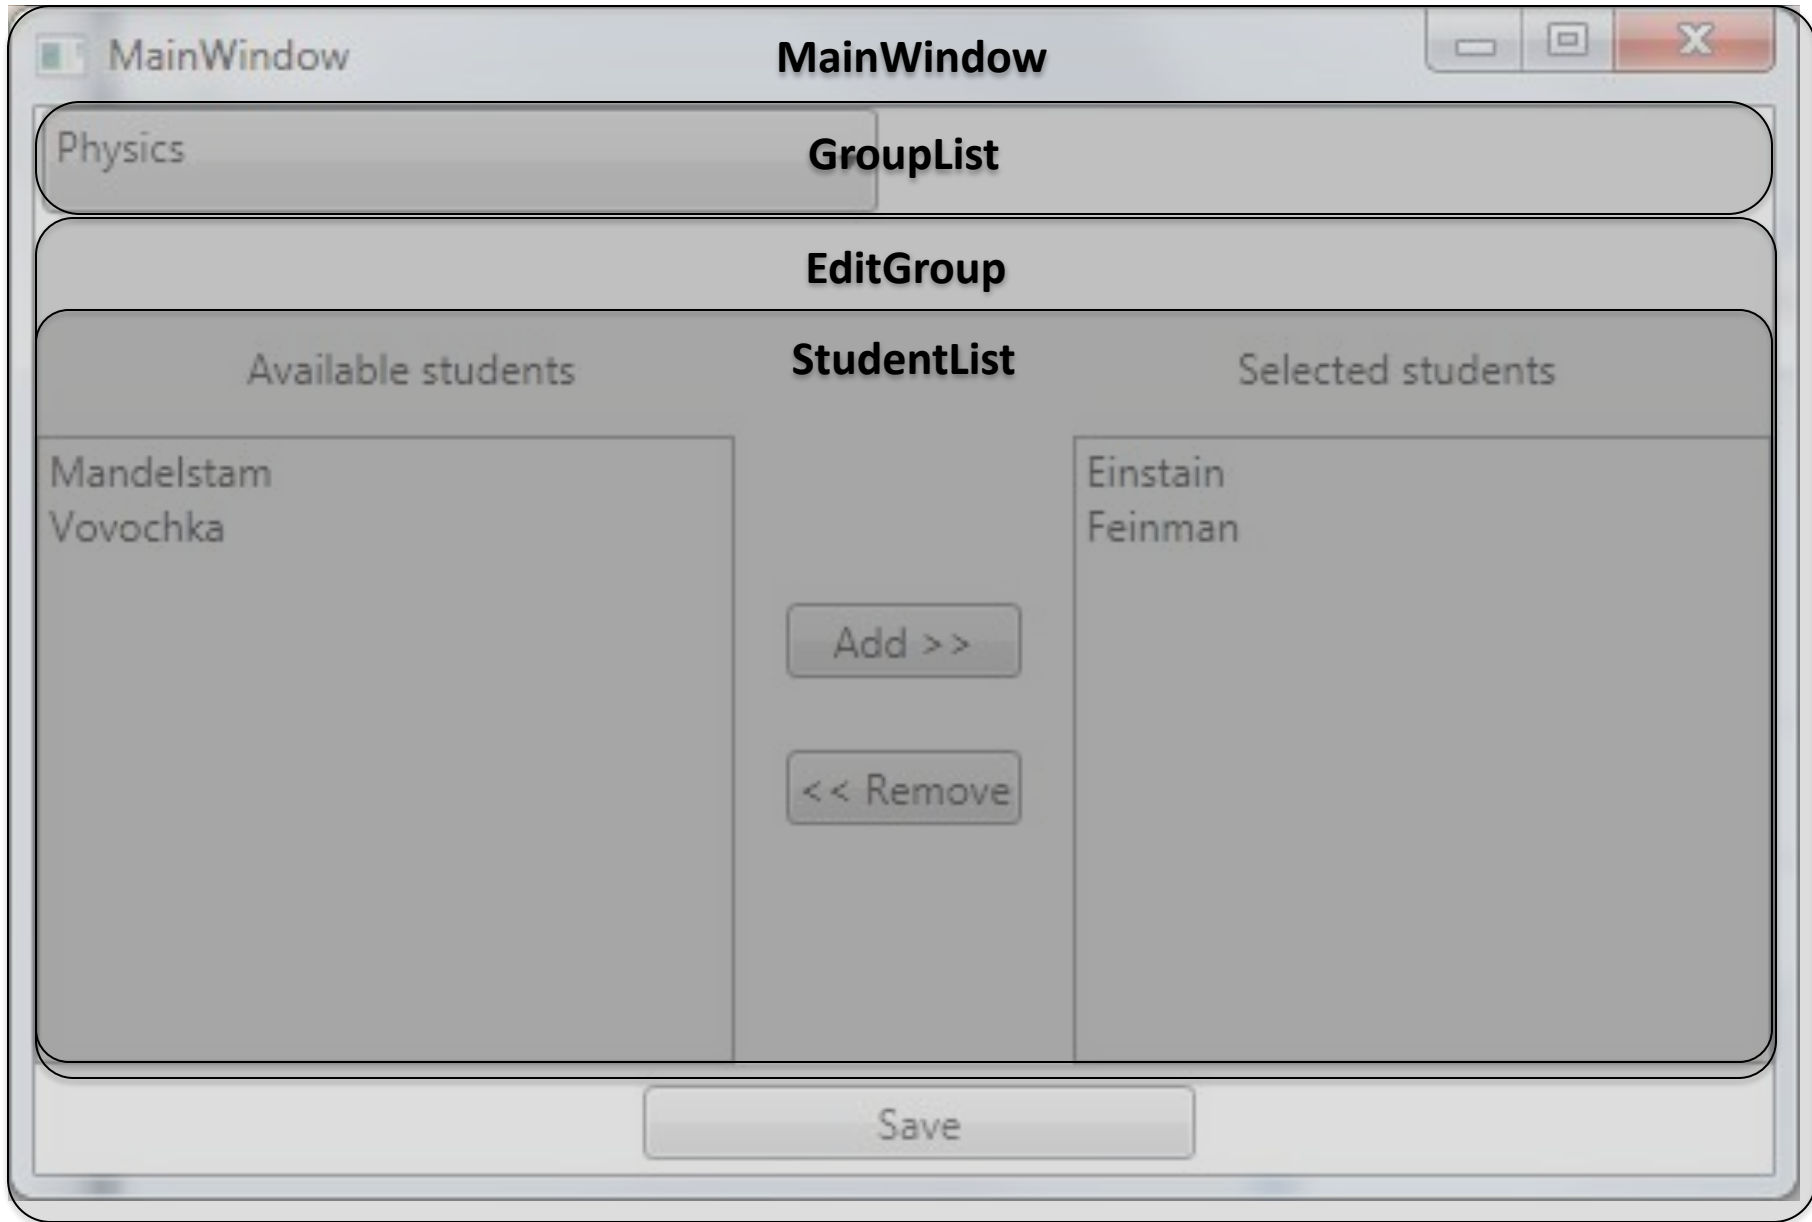 MainWindow
MainWindow
Physics
GroupList
EditGroup
Available students
StudentList
Selected students
Mandelstam
Vovochka
Einstain
Feinman
Add >>
<< Remove
Save